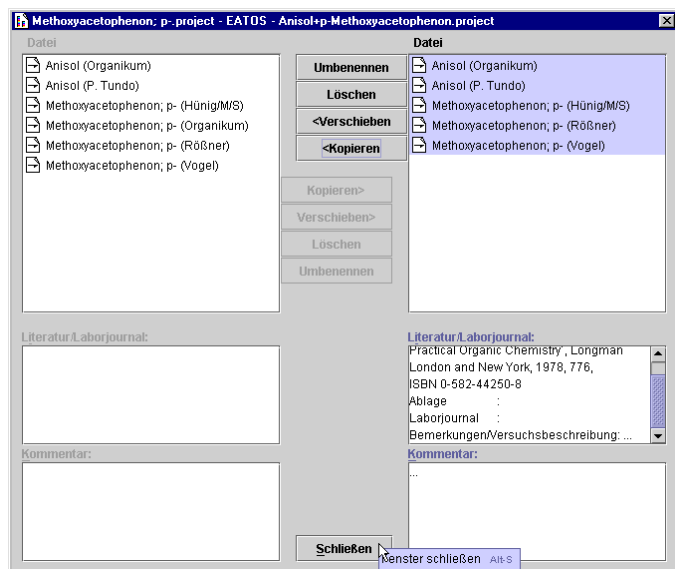 Methoxyacetophenon; p-.project - EATOS - Anisol+p-Methoxyacetophenon.project
Datei
Anisol (Organikum)
Anisol (P. Tundo)
Methoxyacetophenon; p- (Hünig/M/S)
Methoxyacetophenon; p- (Organikum)
Methoxyacetophenon; p- (Rößner)
Methoxyacetophenon; p- (Vogel)
Umbenennen
Löschen
<Verschieben
<Kopieren
Kopieren>
Verschieben>
Löschen
Umbenennen
Datei
Anisol (Organikum)
Anisol (P. Tundo)
Methoxyacetophenon; p- (Hünig/M/S)
Methoxyacetophenon; p- (Rößner)
Methoxyacetophenon; p- (Vogel)
Literatur/Laborjournal:
Literatur/Laborjournal:
Practical Organic Chemistry', Longman
London and New York, 1978, 776,
ISBN 0-582-44250-8
Ablage :
Laborjournal :
Bemerkungen/Versuchsbeschreibung: ...
Kommentar:
Kommentar:
...
Schließen
Fenster schließen Alt-S